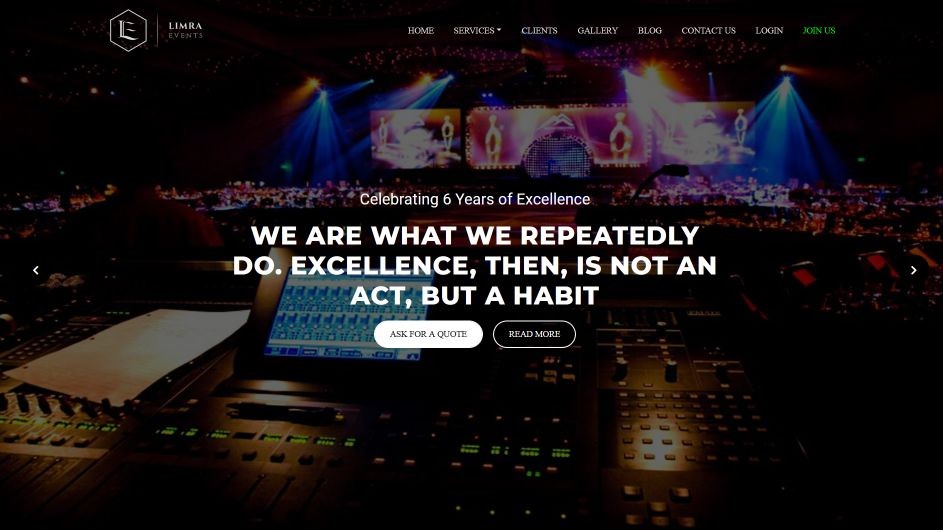 LIMRA
EVENTS
HOME
SERVICES
CLIENTS
GALLERY
BLOG
CONTACT US
LOGIN
JOIN US
Celebrating 6 Years of Excellence
WE ARE WHAT WE REPEATEDLY
DO. EXCELLENCE, THEN, IS NOT AN
ACT, BUT A HABIT
ASK FOR A QUOTE
READ MORE